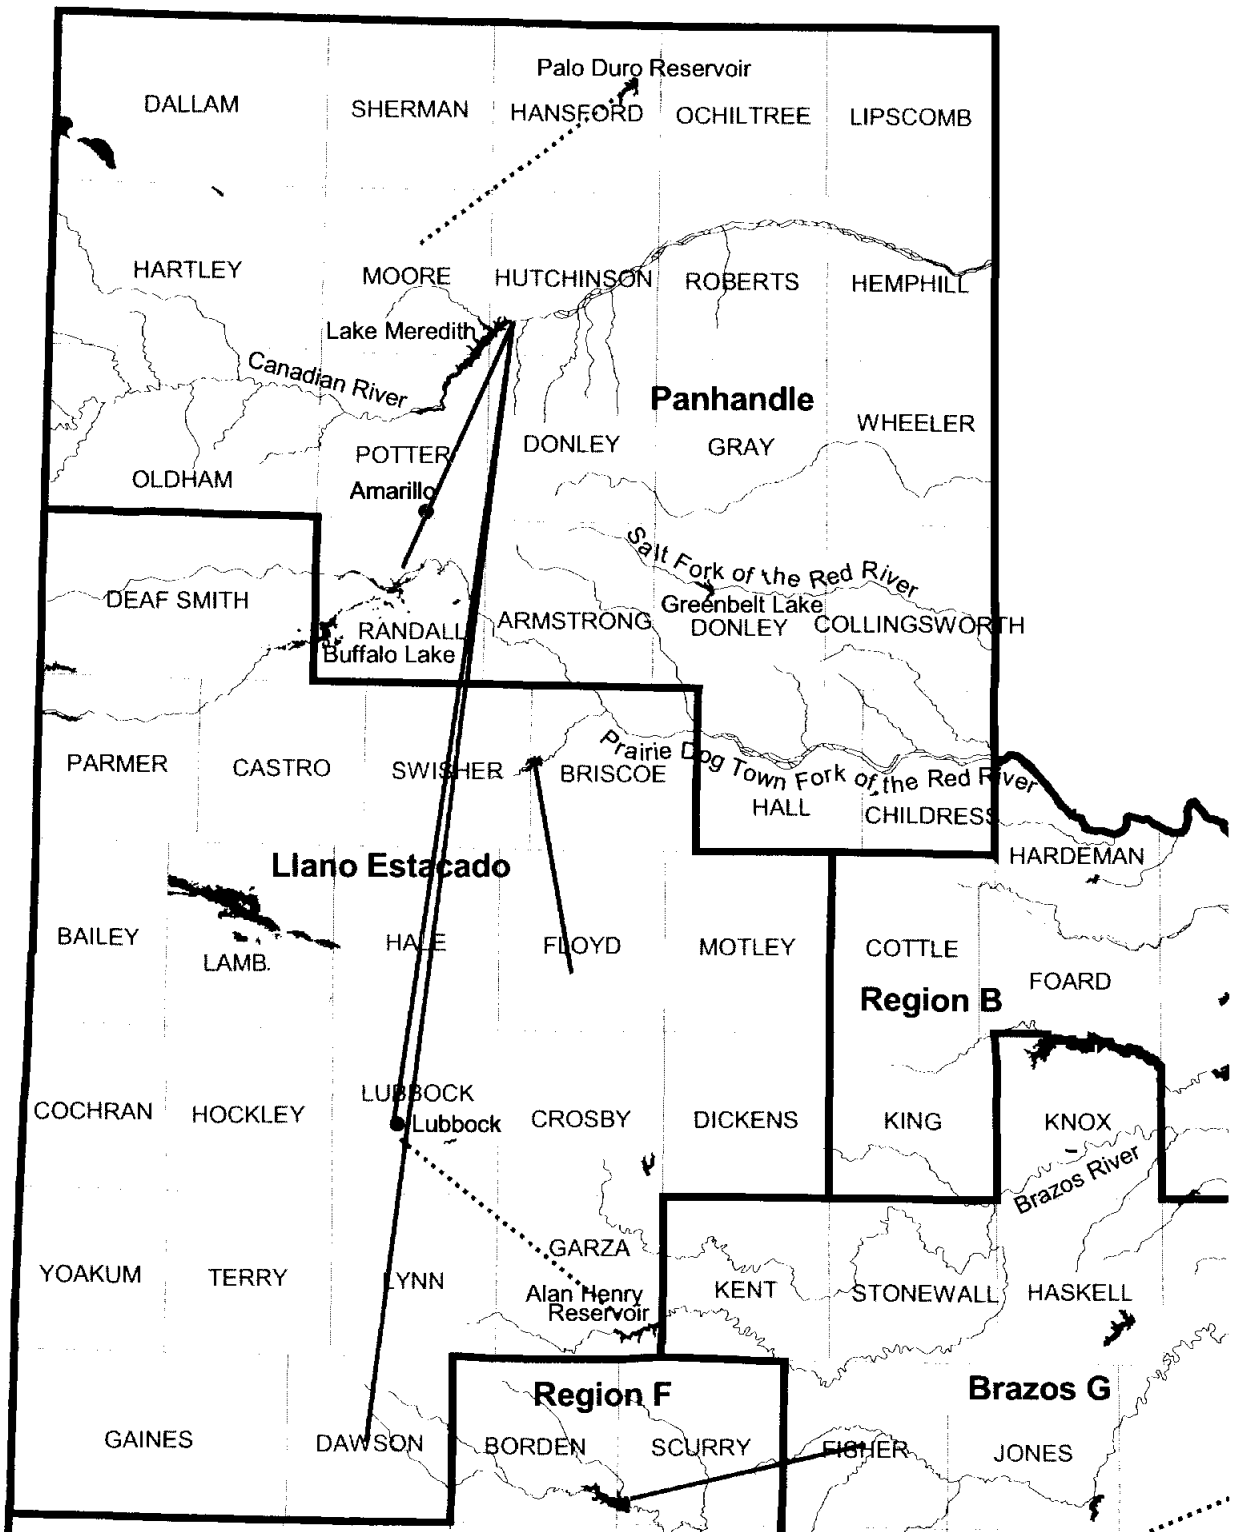 Palo Duro Reservoir
DALLAM
SHERMAN
HANSFORD
OCHILTREE
LIPSCOMB
HARTLEY
MOORE
HUTCHINSON
ROBERTS
HEMPHILL
Lake Meredith
Canadian River
Panhandle
WHEELER
POTTER
DONLEY
GRAY
OLDHAM
Amarillo
Salt Fork of the Red River
DEAF SMITH
Greenbelt Lake
RANDALL
ARMSTRONG
DONLEY
COLLINGSWORTH
Buffalo Lake
Prairie Dog Town Fork of the Red River
PARMER
CASTRO
SWISHER
BRISCOE
HALL
CHILDRESS
HARDEMAN
Llano Estacado
BAILEY
LAMB.
HALE
FLOYD
MOTLEY
COTTLE
FOARD
Region B
COCHRAN
HOCKLEY
LUBBOCK
Lubbock
CROSBY
DICKENS
KING
KNOX
Brazos River
YOAKUM
TERRY
LYNN
GARZA
Alan Henry
Reservoir
KENT
STONEWALL
HASKELL
Region F
Brazos G
GAINES
DAWSON
BORDEN
SCURRY
FISHER
JONES